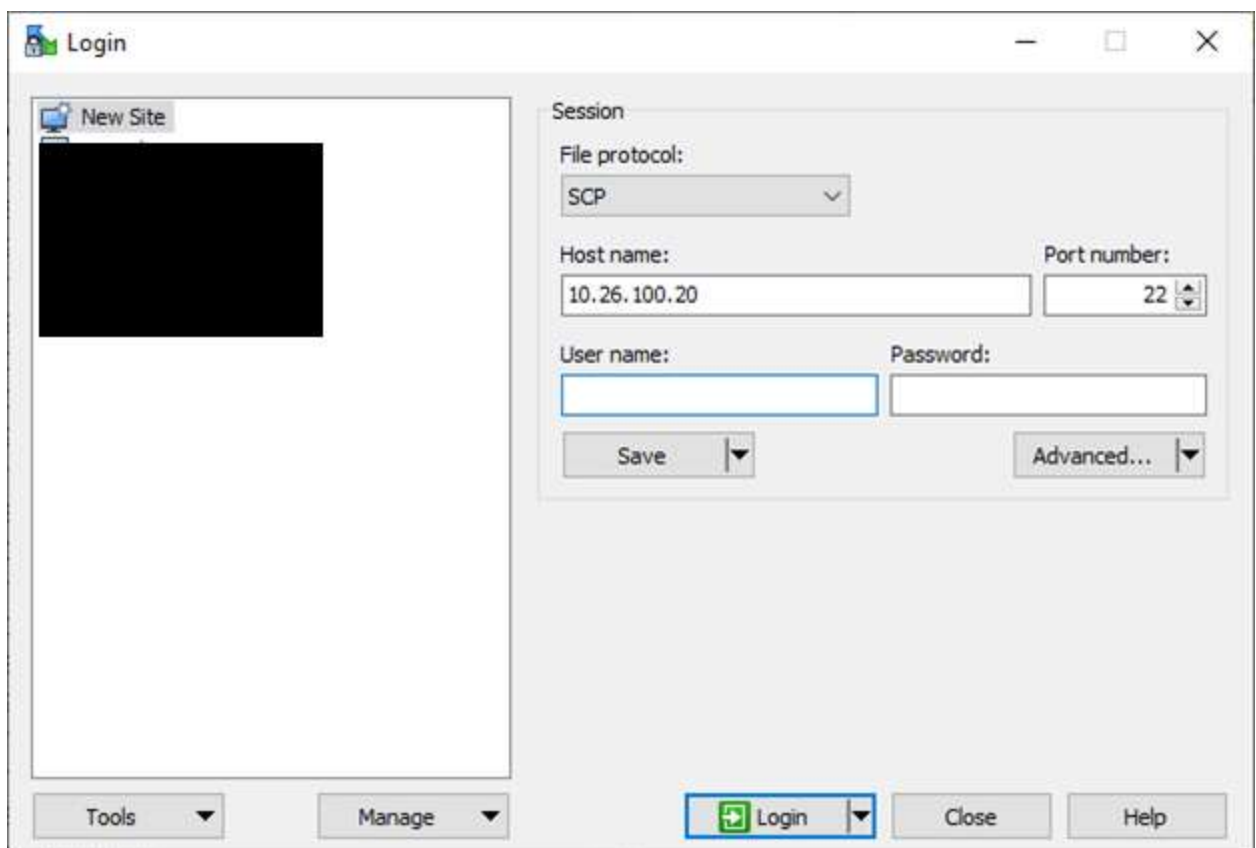 Login
New Site
Session
File protocol:
SCP
Host name: Port number:
10.26.100.20 22
User name: Password:
Save Advanced...
Tools Manage Login Close Help